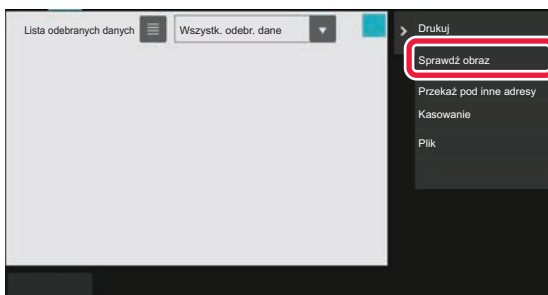 Lista odebranych danych
Wszystk. odebr. dane
Drukuj
Sprawdź obraz
Przekaż pod inne adresy
Kasowanie
Plik